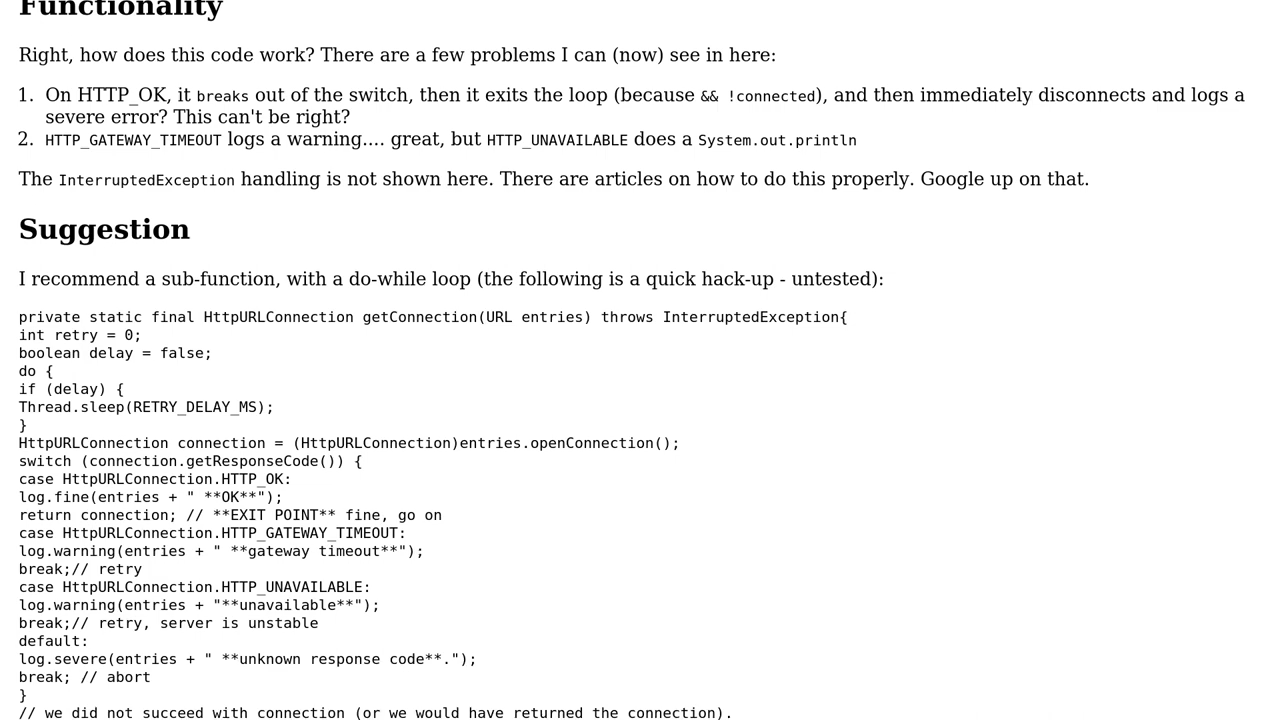 Functionality
Right, how does this code work? There are a few problems I can (now) see in here:
1. On HTTP_OK, it breaks out of the switch, then it exits the loop (because && !connected), and then immediately disconnects and logs a
severe error? This can't be right?
2. HTTP_GATEWAY_TIMEOUT logs a warning.... great, but HTTP_UNAVAILABLE does a System.out.println
The InterruptedException handling is not shown here. There are articles on how to do this properly. Google up on that.
Suggestion
I recommend a sub-function, with a do-while loop (the following is a quick hack-up - untested):
private static final HttpURLConnection getConnection(URL entries) throws InterruptedException{
int retry = 0;
boolean delay = false;
do {
if (delay) {
Thread.sleep(RETRY_DELAY_MS);
}
HttpURLConnection connection = (HttpURLConnection)entries.openConnection();
switch (connection.getResponseCode()) {
case HttpURLConnection.HTTP_OK:
log.fine(entries + " **OK**");
return connection; // **EXIT POINT** fine, go on
case HttpURLConnection.HTTP_GATEWAY_TIMEOUT:
log.warning(entries + " **gateway timeout**");
break;// retry
case HttpURLConnection.HTTP_UNAVAILABLE:
log.warning(entries + "**unavailable**");
break;// retry, server is unstable
default:
log.severe(entries + " **unknown response code**.");
break; // abort
}
// we did not succeed with connection (or we would have returned the connection).